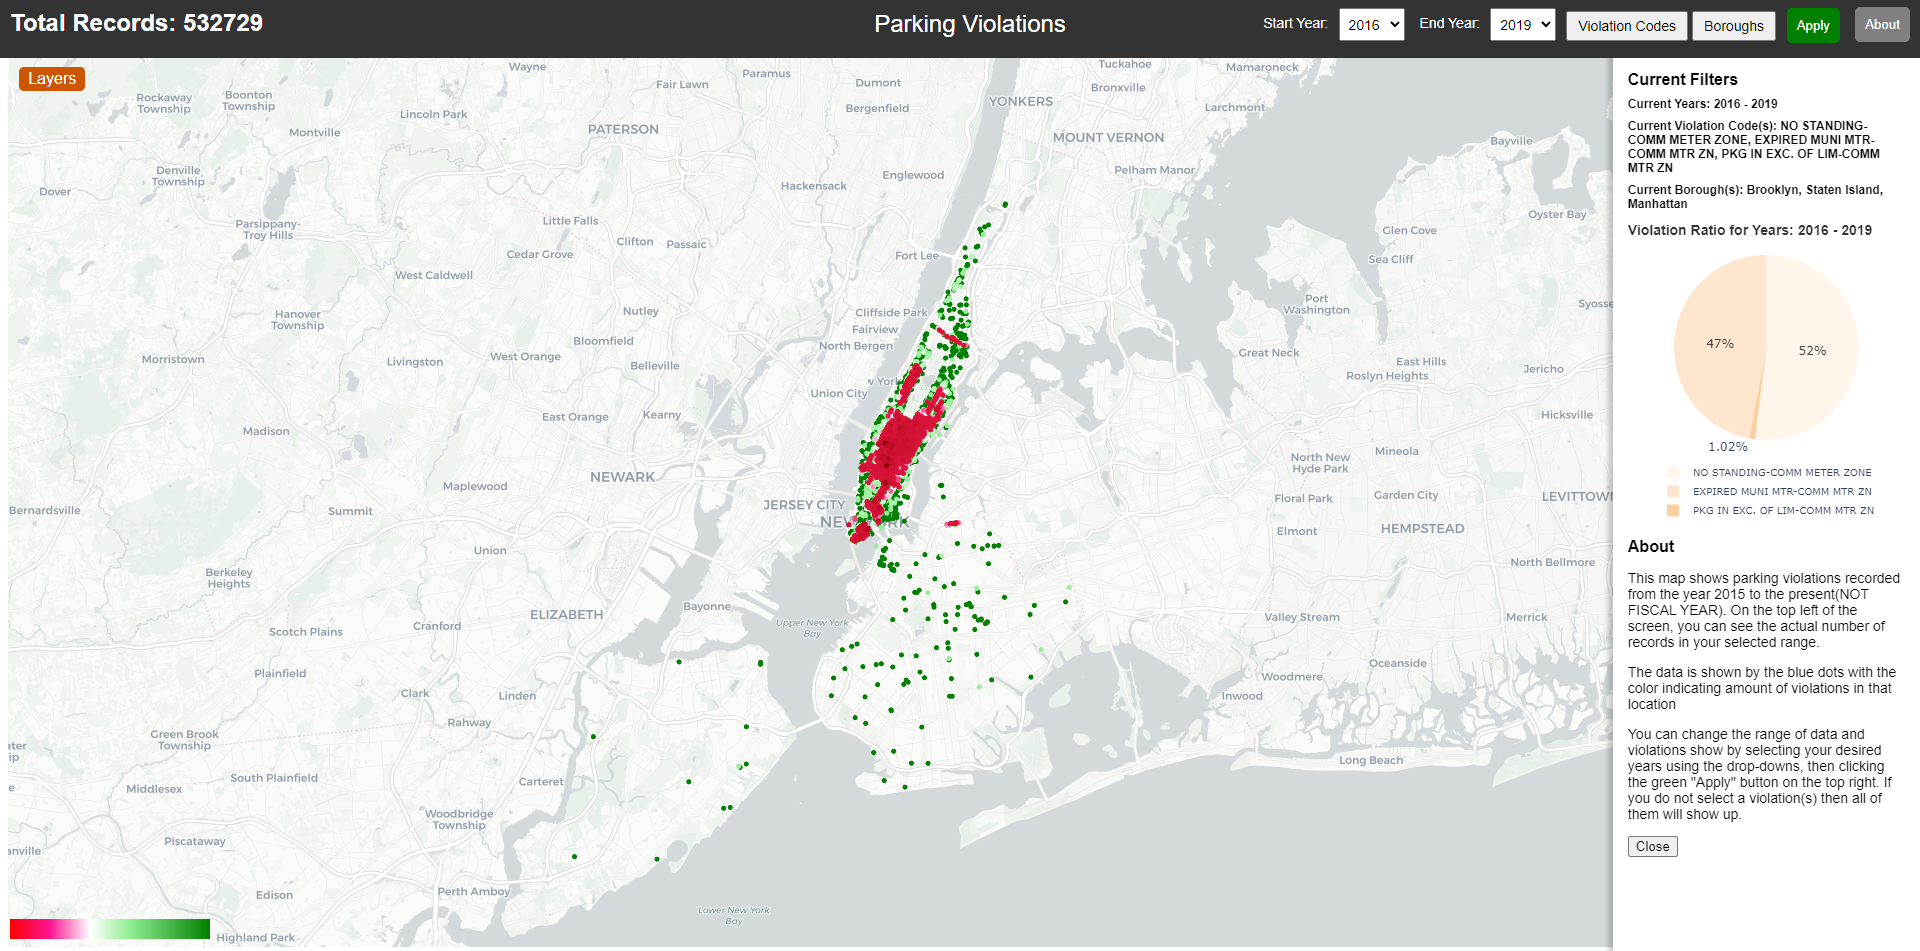 Total Records: 532729
Parking Violations
Start Year:
2016
End Year:
2019
Violation Codes
Boroughs
Apply
About
Layers
Wayne
Paramus
Tuckahoe
Mamaroneck
Fair Lawn
Dumont
Bronxville
Rockaway
Township
Boonton
Township
YONKERS
Bergenfield
Larchmont
Lincoln Park
Montville
PATERSON
MOUNT VERNON
Bayville
Denville
Township
Englewood
Pelham Manor
Dover
Hackensack
Oyster Bay
Parsippany-
Troy Hills
Little Falls
Glen Cove
Clifton
Passaic
Cedar Grove
Fort Lee
Sea Cliff
West Caldwell
Port
Washington
Syosse
Hanover
Township
Nutley
Cliffside Park
Fairview
Bloomfield
North Bergen
Morristown
Livingston
West Orange
Belleville
Great Neck
East Hills
Roslyn Heights
Jericho
w York
Union City
East Orange
Kearny
Hicksville
Madison
Mineola
North New
Hyde Park
NEWARK
Maplewood
Floral Park
Garden City
LEVITTOWN
JERSEY CITY
Bernardsville
Summit
Elmont
HEMPSTEAD
Union
North Bellmore
Berkeley
Heights
Bayonne
ELIZABETH
Upper New York
Bay
Valley Stream
Merrick
Scotch Plains
Cranford
Plainfield
Oceanside
Woodmere
Clark
Linden
Inwood
Rahway
Green Brook
Township
ater
ip
Long Beach
South Plainfield
Carteret
e
Middlesex
Woodbridge
Township
Piscataway
anville
Edison
Perth Amboy
Lower New York
Bay
Highland Park
Current Filters
Current Years: 2016 - 2019
Current Violation Code(s): NO STANDING-
COMM METER ZONE, EXPIRED MUNI MTR-
COMM MTR ZN, PKG IN EXC. OF LIM-COMM
MTR ZN
Current Borough(s): Brooklyn, Staten Island,
Manhattan
Violation Ratio for Years: 2016 - 2019
47%
52%
1.02%
NO STANDING-COMM METER ZONE
EXPIRED MUNI MTR-COMM MTR ZN
PKG IN EXC. OF LIM-COMM MTR ZN
About
This map shows parking violations recorded
from the year 2015 to the present(NOT
FISCAL YEAR). On the top left of the
screen, you can see the actual number of
records in your selected range.
The data is shown by the blue dots with the
color indicating amount of violations in that
location
You can change the range of data and
violations show by selecting your desired
years using the drop-downs, then clicking
the green "Apply" button on the top right. If
you do not select a violation(s) then all of
them will show up.
Close